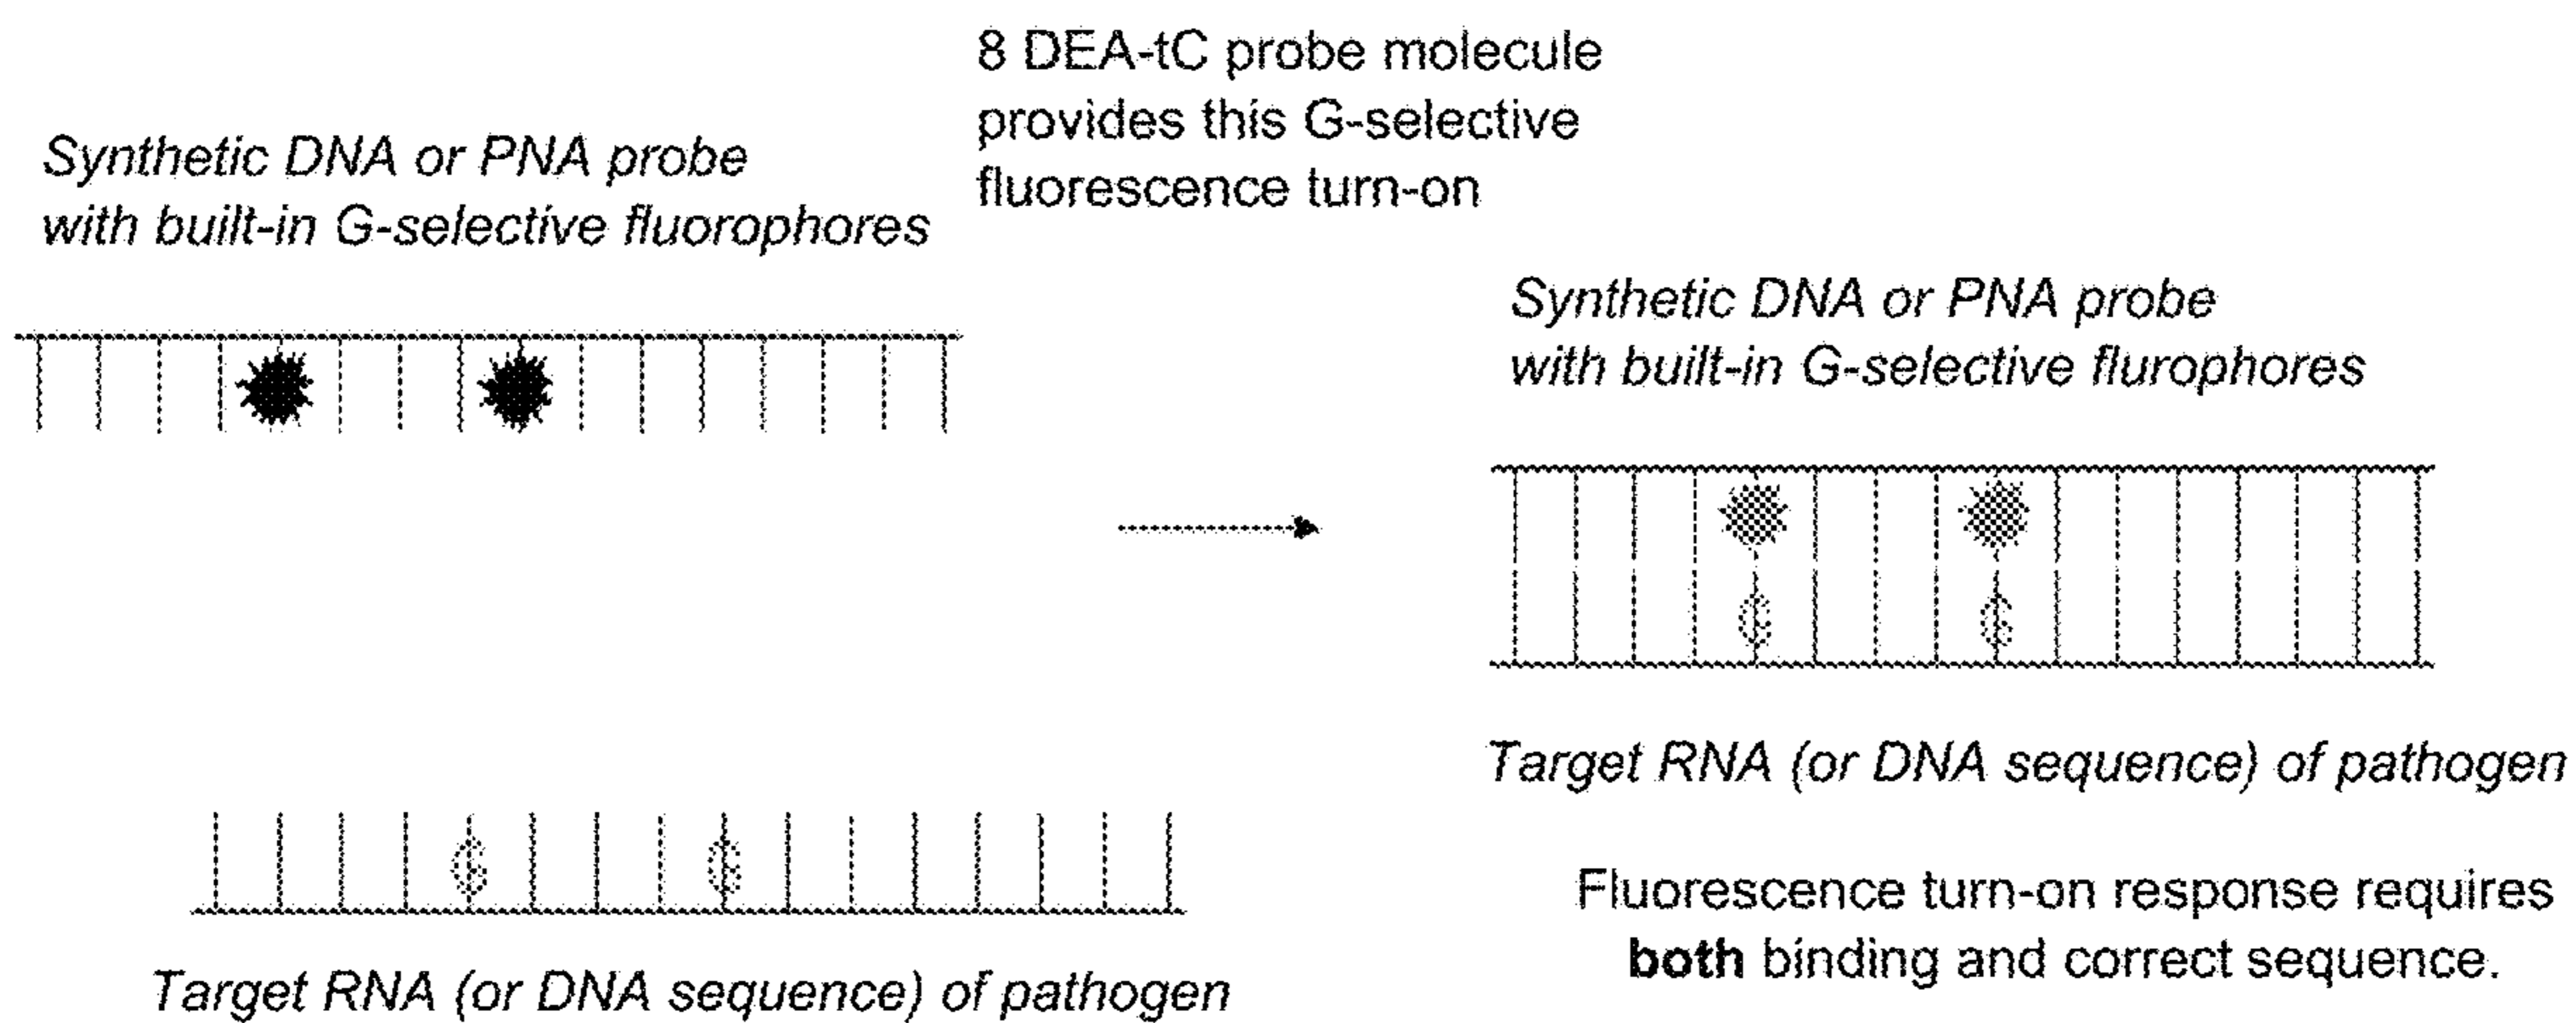 8 DEA-tC probe molecule
provides this G-selective
fluorescence turn-on
Synthetic DNA or PNA probe
with built-in G-selective fluorophores
Synthetic DNA or PNA probe
with built-in G-selective flurophores
Target RNA (or DNA sequence) of pathogen
Fluorescence turn-on response requires
both binding and correct sequence.
Target RNA (or DNA sequence) of pathogen